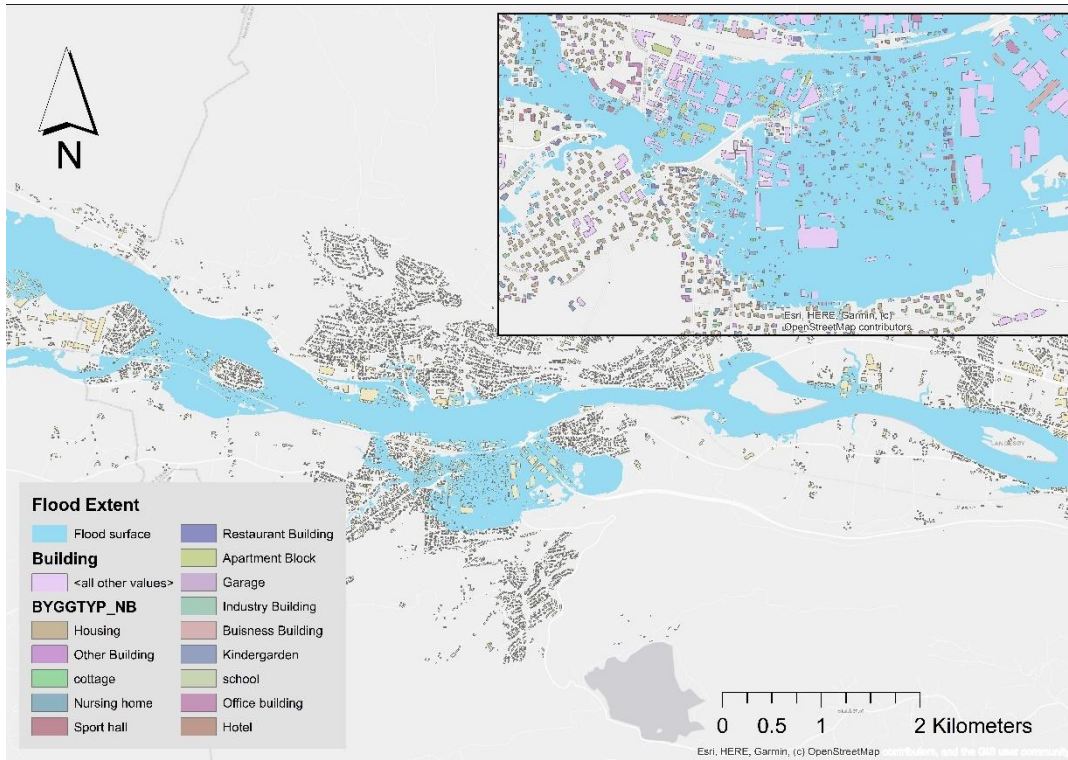 N
Esri, HERE, Garmin, (c)
OpenStreetMap contributors
Flood Extent
Flood surface
Building
<all other values>
BYGGTYP_NB
Housing
Other Building
cottage
Nursing home
Sport hall
Restaurant Building
Apartment Block
Garage
Industry Building
Buisness Building
Kindergarden
school
Office building
Hotel
0 0.5 1 2 Kilometers
Esri, HERE, Garmin, (c) OpenStreetMap contributors, and the GIS user community